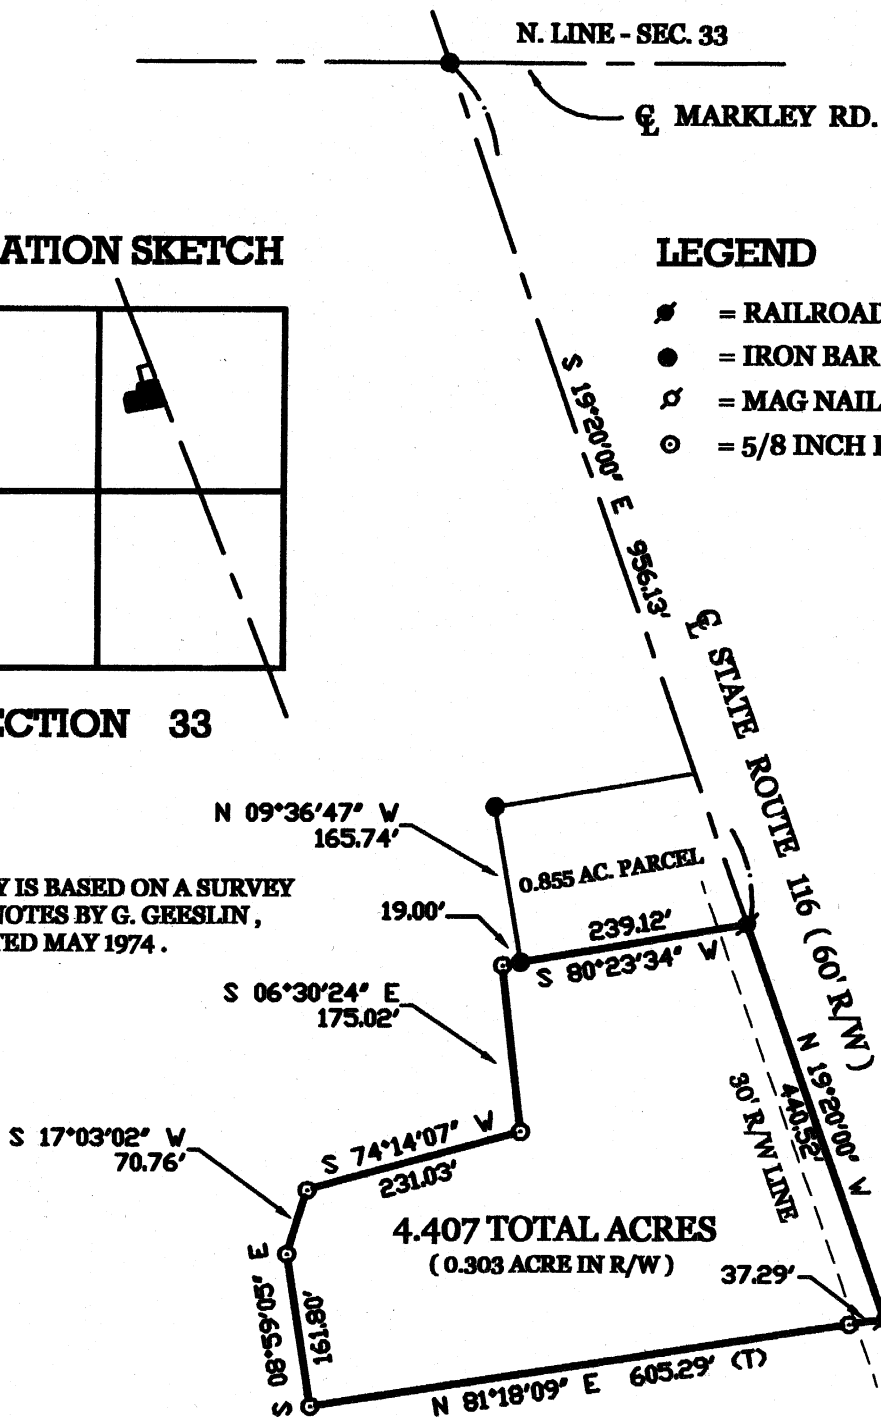 N. LINE - SEC. 33
℄ MARKLEY RD.
ATION SKETCH
LEGEND
= RAILROAD
= IRON BAR
= MAG NAIL
= 5/8 INCH
S 19°20'00" E 956.13'
℄ STATE ROUTE 116 (60' R/W)
ECTION 33
N 09°36'47" W
165.74'
0.855 AC. PARCEL
Y IS BASED ON A SURVEY
NOTES BY G. GEESLIN,
TED MAY 1974.
19.00'
239.12'
S 80°23'34" W
S 06°30'24" E
175.02'
N 19°20'00" W
440.52'
30' R/W LINE
S 17°03'02" W
70.76'
S 74°14'07" W
231.03'
4.407 TOTAL ACRES
(0.303 ACRE IN R/W)
37.29'
S 08°59'05" E
161.80'
N 81°18'09" E 605.29' (T)